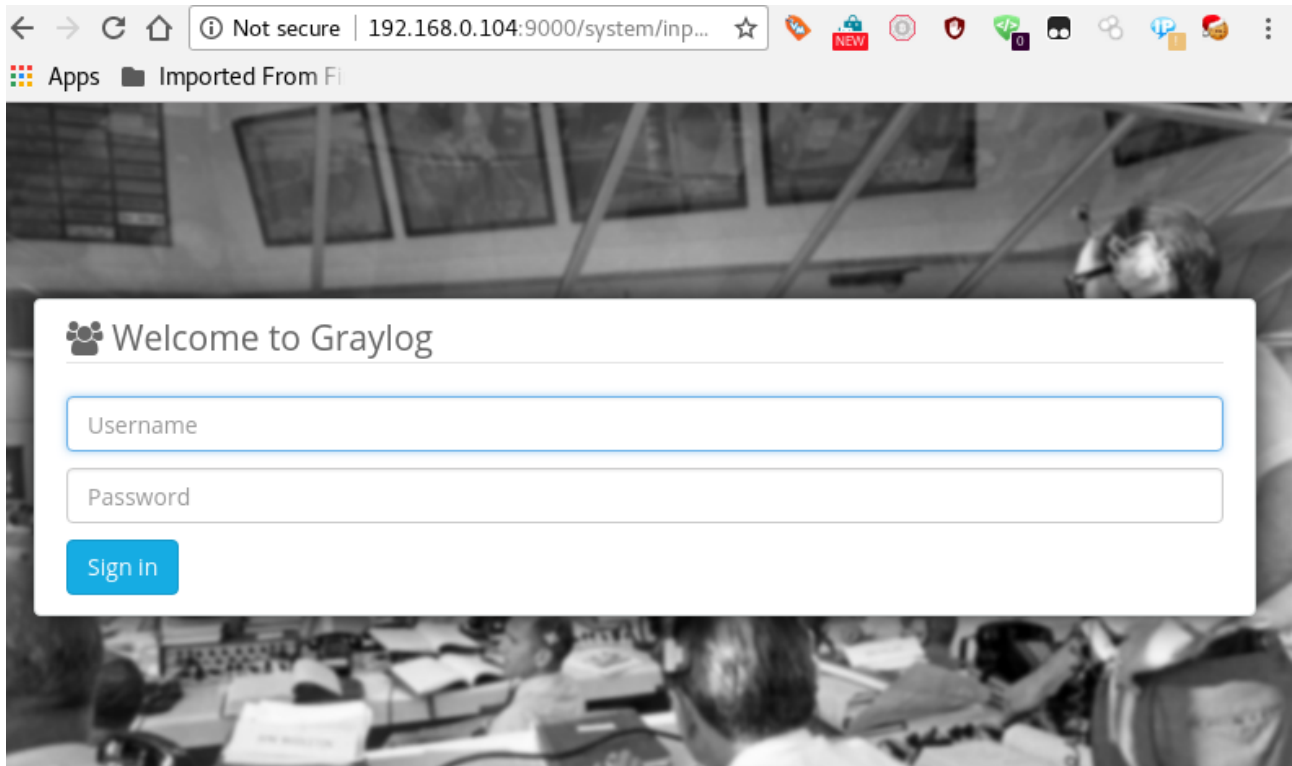 Not secure | 192.168.0.104:9000/system/inp...
NEW
0
Apps Imported From Fi
Welcome to Graylog
Username
Password
Sign in